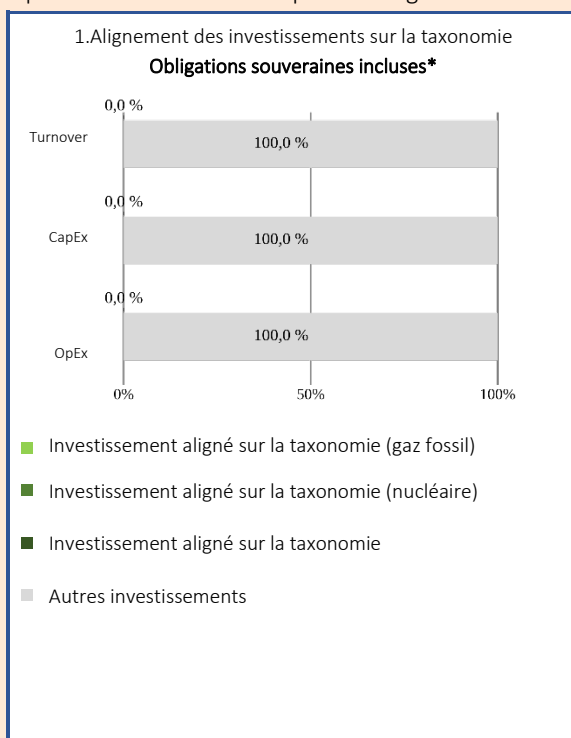 1.Alignement des investissements sur la taxonomie
Obligations souveraines incluses*
0,0 %
Turnover
100,0 %
0,0 %
CapEx
100,0 %
0,0 %
100,0 %
OpEx
0%
50%
100%
Investissement aligné sur la taxonomie (gaz fossil)
Investissement aligné sur la taxonomie (nucléaire)
Investissement aligné sur la taxonomie
Autres investissements